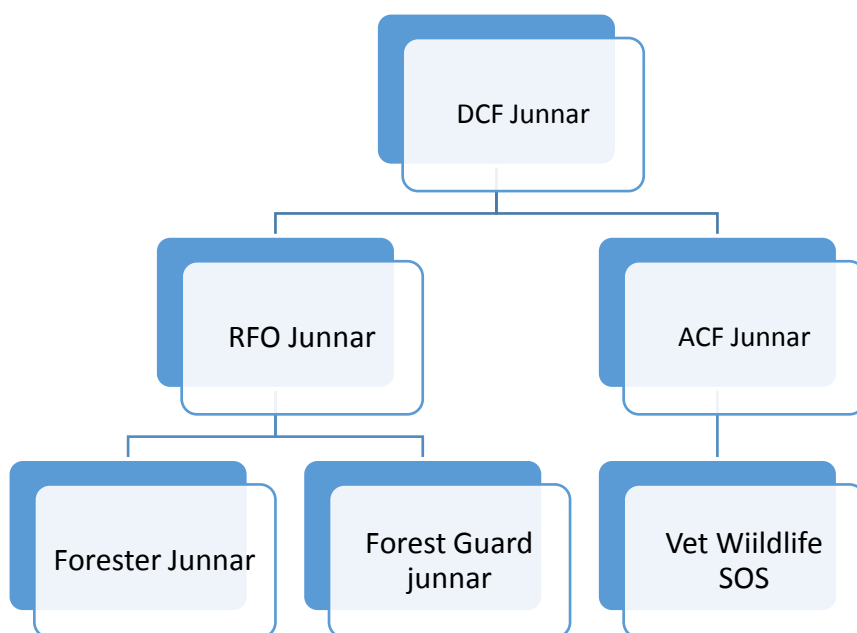 DCF Junnar
RFO Junnar
ACF Junnar
Forester Junnar
Forest Guard
junnar
Vet Wiildlife
SOS